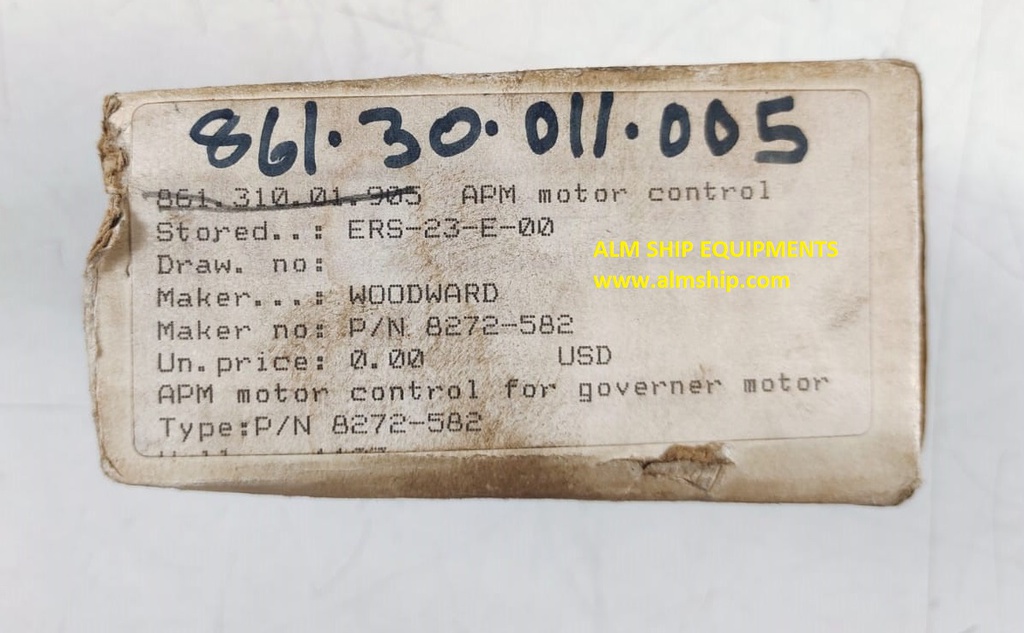 861.30.011.005
861.310.01.905 APM motor control
Stored..: ERS-23-E-00
Draw. no:
Maker...: WOODWARD
Maker no: P/N 8272-582
Un.price: 0.00 USD
APM motor control for governer motor
Type:P/N 8272-582
ALM SHIP EQUIPMENTS
www.almship.com